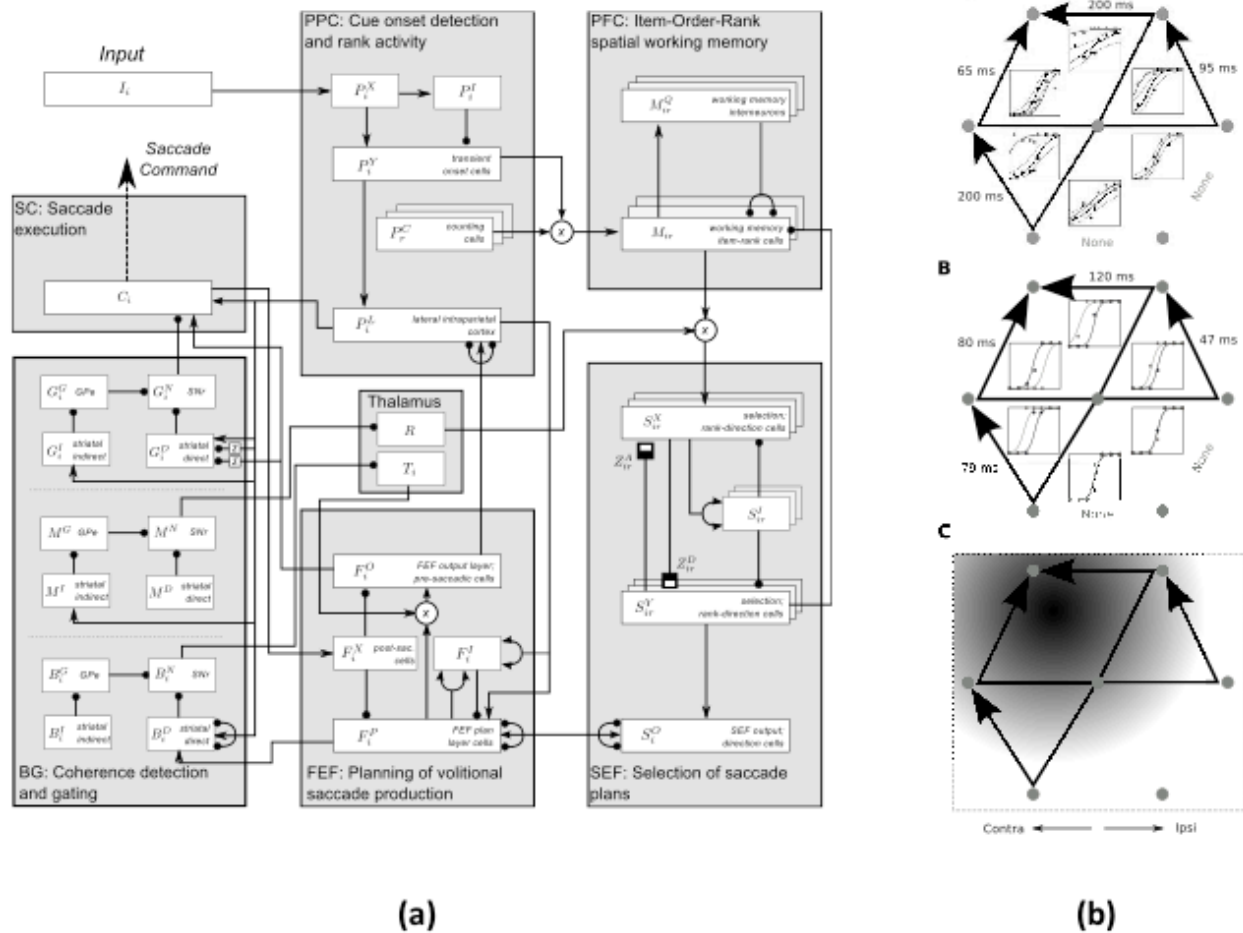 Input
I_i
PPC: Cue onset detection
and rank activity
P_i^X
P_i^I
P_i^Y
transient
onset cells
P_r^C
counting
cells
P_i^L
lateral intraparietal
cortex
PFC: Item-Order-Rank
spatial working memory
M_ir^Q
working memory
interneurons
M_ir
working memory
item-rank cells
x
x
Saccade
Command
SC: Saccade
execution
C_i
G_i^G GPe
G_i^N SNr
G_i^I striatal
indirect
G_i^D striatal
direct
M^G GPe
M^N SNr
M^I striatal
indirect
M^D striatal
direct
B_i^G GPe
B_i^N SNr
B_i^I striatal
indirect
B_i^D striatal
direct
BG: Coherence detection
and gating
Thalamus
R
T_i
F_i^O
FEF output layer;
pre-saccadic cells
x
F_i^X post-sac.
cells
F_i^I
F_i^P
FEF plan
layer cells
FEF: Planning of volitional
saccade production
S_ir^X
selection;
rank-direction cells
Z_ir^A
S_ir^I
Z_ir^D
S_ir^Y
selection;
rank-direction cells
S_i^O
SEF output;
direction cells
SEF: Selection of saccade
plans
(a)
200 ms
65 ms
95 ms
200 ms
None
None
B
120 ms
80 ms
47 ms
79 ms
None
None
C
Contra
Ipsi
(b)